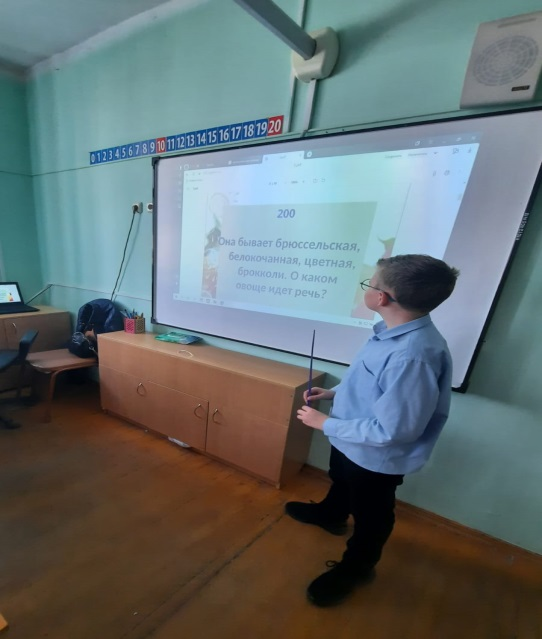 0 1 2 3 4 5 6 7 8 9 10 11 12 13 14 15 16 17 18 19 20
200
Она бывает брюссельская,
белокочанная, цветная,
брокколи. О каком
овоще идет речь?